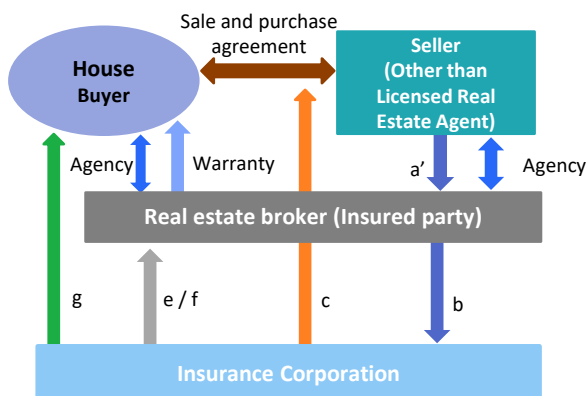 Sale and purchase
agreement
House
Buyer
Seller
(Other than
Licensed Real
Estate Agent)
Agency
Warranty
a’
Agency
Real estate broker (Insured party)
g
e / f
c
b
Insurance Corporation